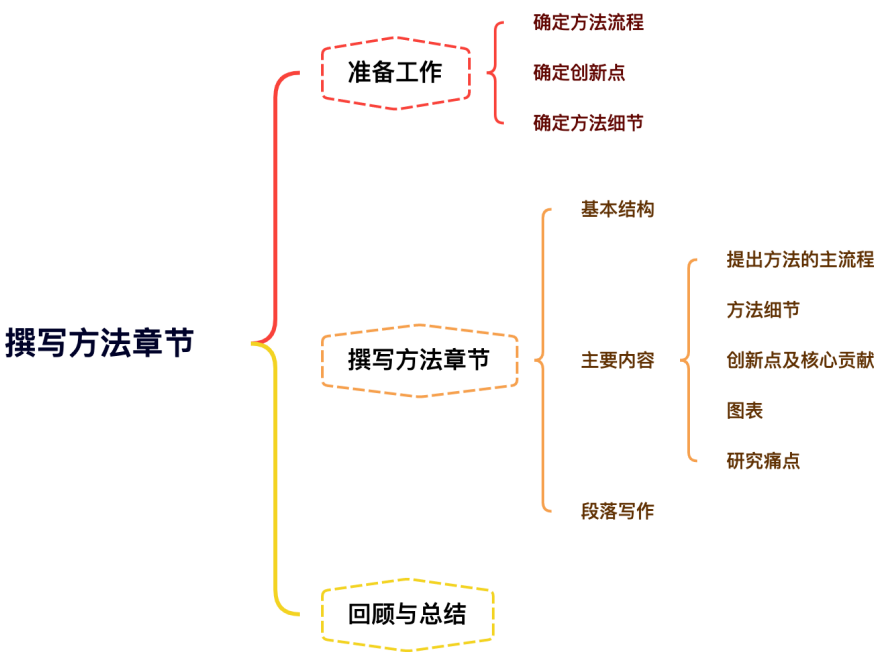 撰写方法章节
准备工作
确定方法流程
确定创新点
确定方法细节
撰写方法章节
基本结构
主要内容
提出方法的主流程
方法细节
创新点及核心贡献
图表
研究痛点
段落写作
回顾与总结